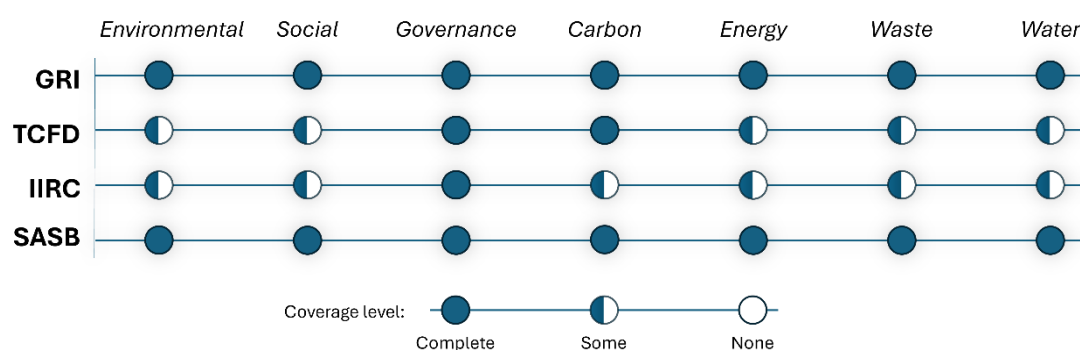 Environmental Social Governance Carbon Energy Waste Water
GRI
TCFD
IIRC
SASB
Coverage level:
Complete Some None